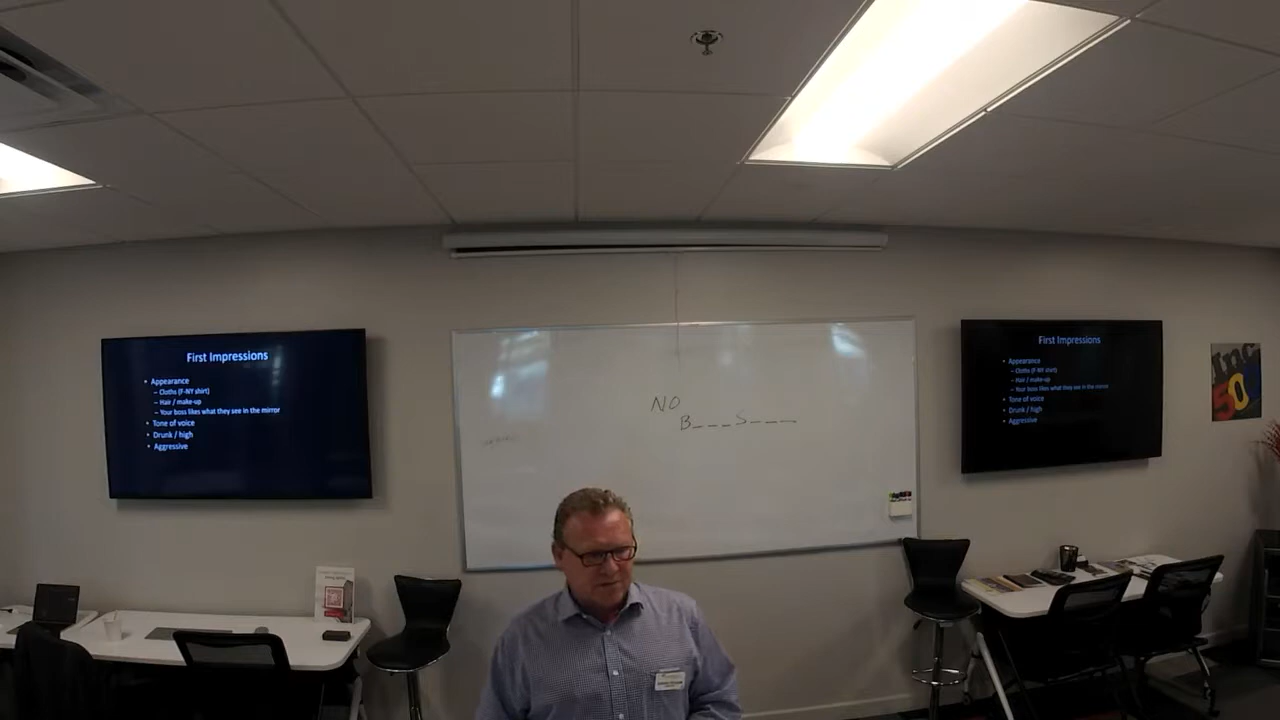 First Impressions
• Appearance
– Cloths (F-NY shirt)
– Hair / make-up
– Your boss likes what they see in the mirror
• Tone of voice
• Drunk / high
• Aggressive
NO
B _ _ _ S _ _ _
First Impressions
• Appearance
– Cloths (F-NY shirt)
– Hair / make-up
– Your boss likes what they see in the mirror
• Tone of voice
• Drunk / high
• Aggressive
50